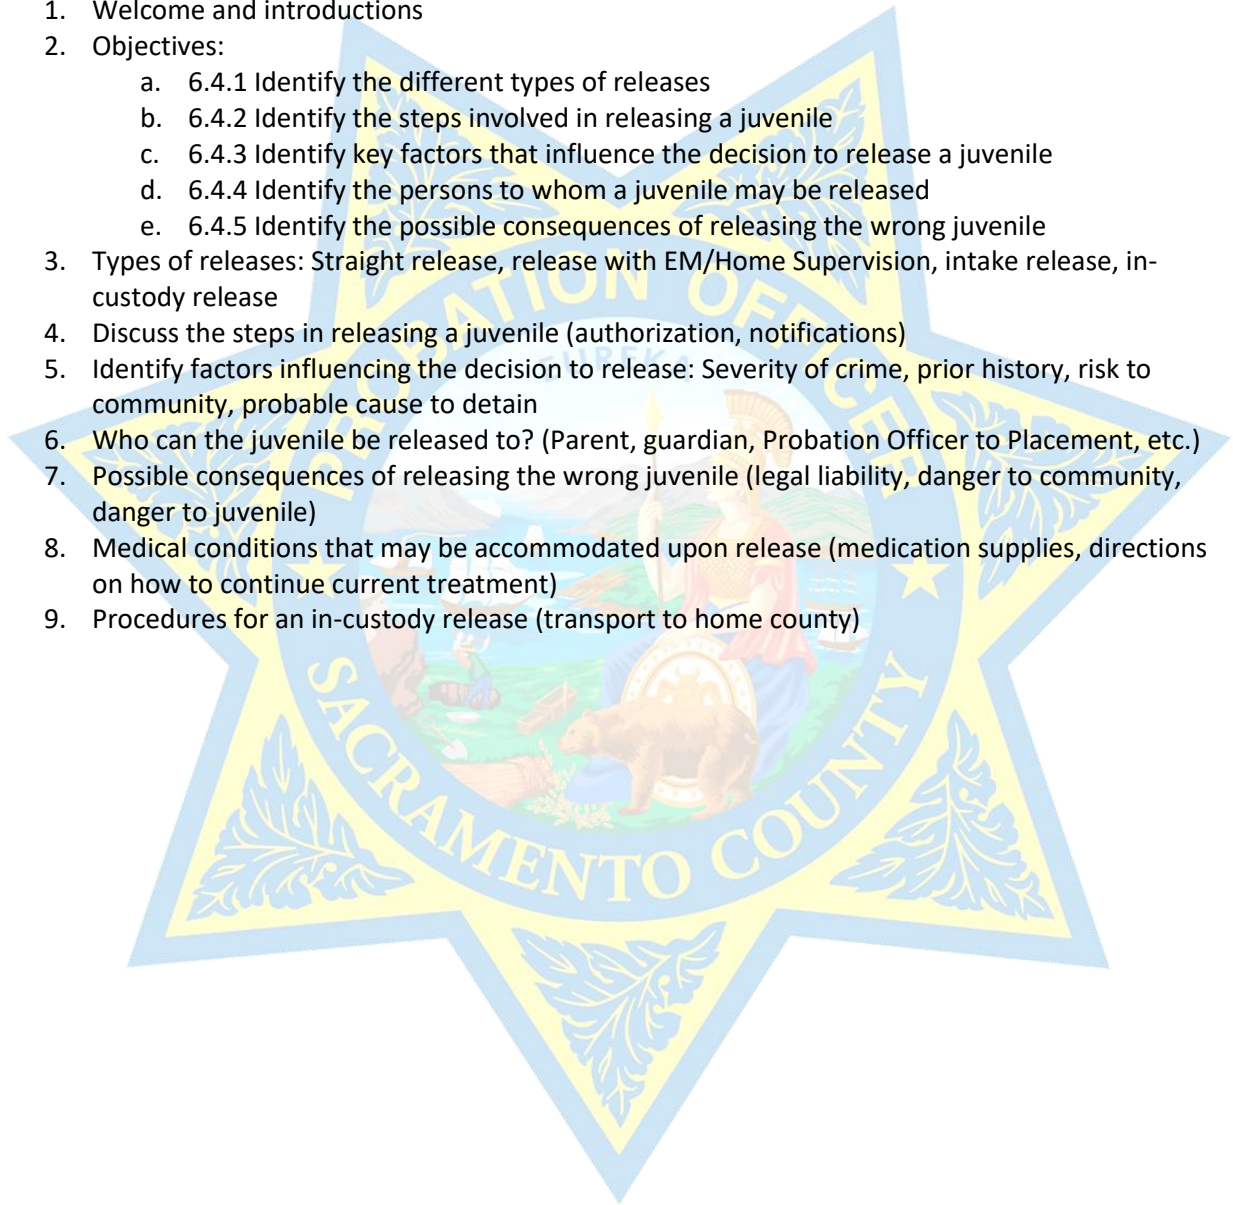 1. Welcome and introductions
2. Objectives:
a. 6.4.1 Identify the different types of releases
b. 6.4.2 Identify the steps involved in releasing a juvenile
c. 6.4.3 Identify key factors that influence the decision to release a juvenile
d. 6.4.4 Identify the persons to whom a juvenile may be released
e. 6.4.5 Identify the possible consequences of releasing the wrong juvenile
3. Types of releases: Straight release, release with EM/Home Supervision, intake release, in-
custody release
4. Discuss the steps in releasing a juvenile (authorization, notifications)
5. Identify factors influencing the decision to release: Severity of crime, prior history, risk to
community, probable cause to detain
6. Who can the juvenile be released to? (Parent, guardian, Probation Officer to Placement, etc.)
7. Possible consequences of releasing the wrong juvenile (legal liability, danger to community,
danger to juvenile)
8. Medical conditions that may be accommodated upon release (medication supplies, directions
on how to continue current treatment)
9. Procedures for an in-custody release (transport to home county)
PROBATION OFFICER
EUREKA
SACRAMENTO COUNTY